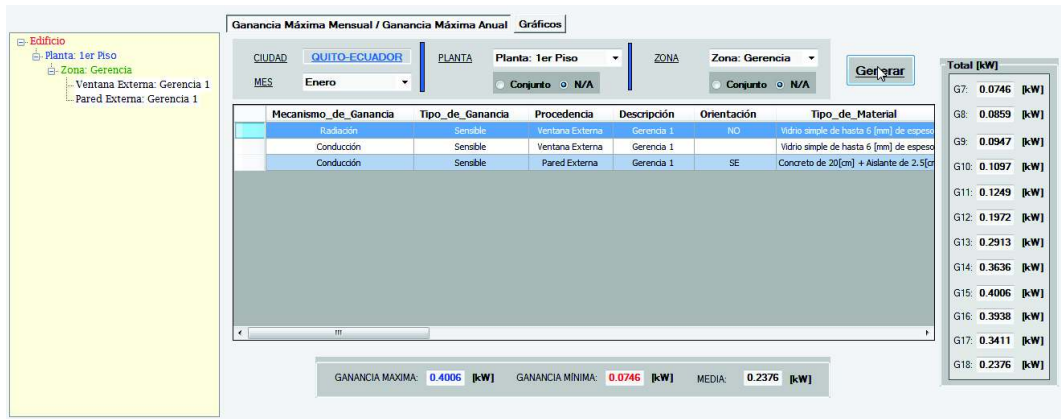 Ganancia Máxima Mensual / Ganancia Máxima Anual Gráficos
Edificio
Planta: 1er Piso
Zona: Gerencia
Ventana Externa: Gerencia 1
Pared Externa: Gerencia 1
CIUDAD QUITO-ECUADOR PLANTA Planta: 1er Piso ZONA Zona: Gerencia
MES Enero Conjunto N/A Conjunto N/A
Generar
Mecanismo_de_Ganancia Tipo_de_Ganancia Procedencia Descripción Orientación Tipo_de_Material
Radiación Sensible Ventana Externa Gerencia 1 NO Vidrio simple de hasta 6 [mm] de espeso
Conducción Sensible Ventana Externa Gerencia 1 Vidrio simple de hasta 6 [mm] de espeso
Conducción Sensible Pared Externa Gerencia 1 SE Concreto de 20[cm] + Aislante de 2.5[cr
GANANCIA MAXIMA: 0.4006 [kW] GANANCIA MÍNIMA: 0.0746 [kW] MEDIA: 0.2376 [kW]
Total [kW]
G7: 0.0746 [kW]
G8: 0.0859 [kW]
G9: 0.0947 [kW]
G10: 0.1097 [kW]
G11: 0.1249 [kW]
G12: 0.1972 [kW]
G13: 0.2913 [kW]
G14: 0.3636 [kW]
G15: 0.4006 [kW]
G16: 0.3938 [kW]
G17: 0.3411 [kW]
G18: 0.2376 [kW]